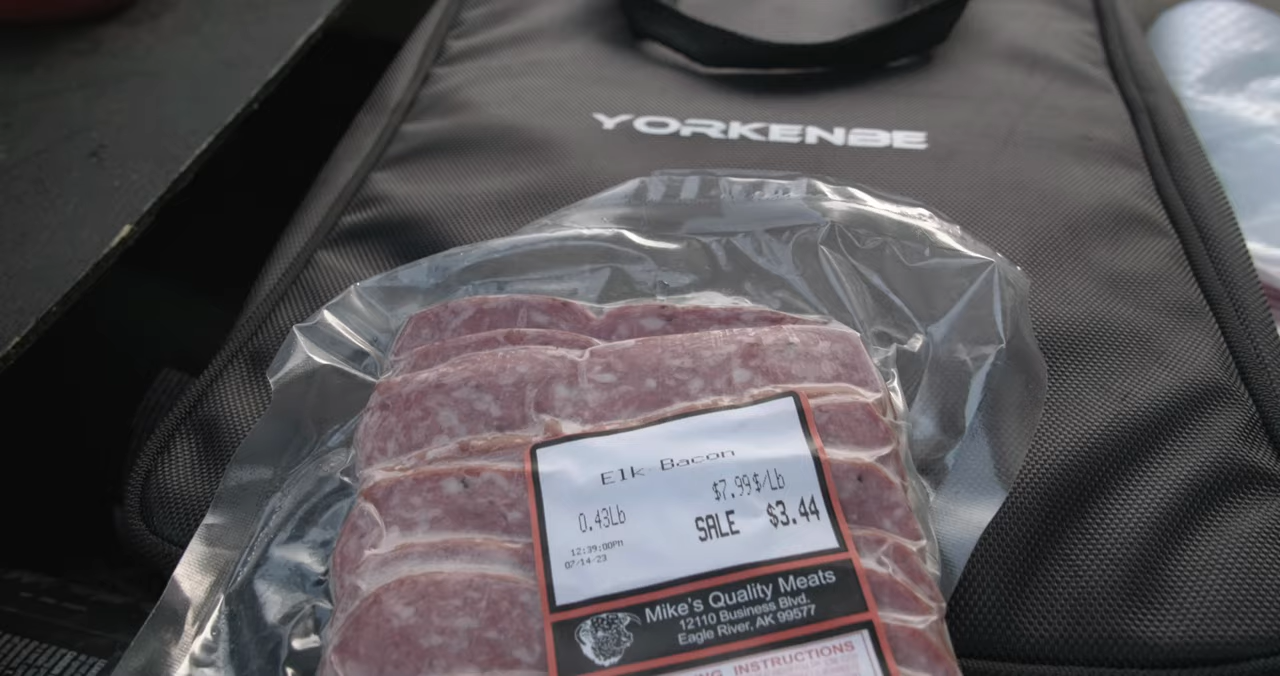 YORKENBE
Elk Bacon
$7.99$/Lb
0.43Lb
SALE $3.44
12:39:00PM
07/14/23
Mike's Quality Meats
12110 Business Blvd.
Eagle River, AK 99577
INSTRUCTIONS